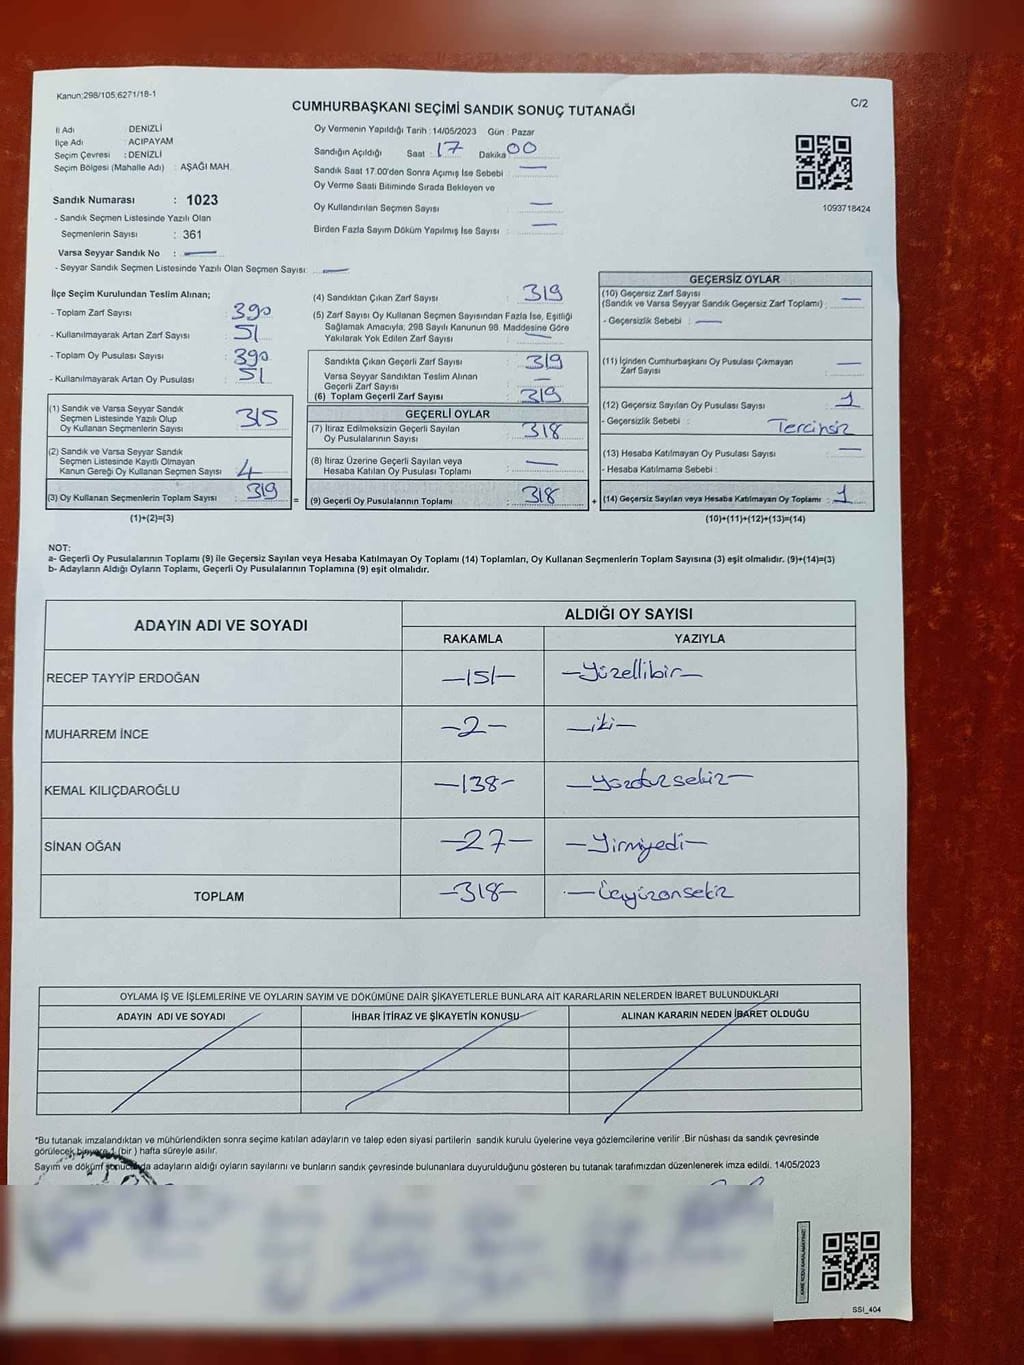 Kanun:298/105;6271/18-1
CUMHURBAŞKANI SEÇİMİ SANDIK SONUÇ TUTANAĞI
C/2
İl Adı DENİZLİ
İlçe Adı : ACIPAYAM
Seçim Çevresi : DENİZLİ
Seçim Bölgesi (Mahalle Adı) : AŞAĞI MAH.
Sandık Numarası : 1023
- Sandık Seçmen Listesinde Yazılı Olan
Seçmenlerin Sayısı : 361
Varsa Seyyar Sandık No : —
- Seyyar Sandık Seçmen Listesinde Yazılı Olan Seçmen Sayısı: —
Oy Vermenin Yapıldığı Tarih : 14/05/2023 Gün : Pazar
Sandığın Açıldığı Saat : 17 Dakika 00
Sandık Saat 17.00'den Sonra Açımış İse Sebebi —
Oy Verme Saati Bitiminde Sırada Bekleyen ve
Oy Kullandırılan Seçmen Sayısı —
Birden Fazla Sayım Döküm Yapılmış İse Sayısı : —
1093718424
İlçe Seçim Kurulundan Teslim Alınan;
- Toplam Zarf Sayısı : 390
- Kullanılmayarak Artan Zarf Sayısı : 51
- Toplam Oy Pusulası Sayısı : 390
- Kullanılmayarak Artan Oy Pusulası : 51
(1) Sandık ve Varsa Seyyar Sandık
Seçmen Listesinde Yazılı Olup
Oy Kullanan Seçmenlerin Sayısı : 315
(2) Sandık ve Varsa Seyyar Sandık
Seçmen Listesinde Kayıtlı Olmayan
Kanun Gereği Oy Kullanan Seçmen Sayısı : 4
(3) Oy Kullanan Seçmenlerin Toplam Sayısı : 319 =
(1)+(2)=(3)
(4) Sandıktan Çıkan Zarf Sayısı : 319
(5) Zarf Sayısı Oy Kullanan Seçmen Sayısından Fazla İse, Eşitliği
Sağlamak Amacıyla; 298 Sayılı Kanunun 98. Maddesine Göre
Yakılarak Yok Edilen Zarf Sayısı : —
Sandıkta Çıkan Geçerli Zarf Sayısı : 319
Varsa Seyyar Sandıktan Teslim Alınan
Geçerli Zarf Sayısı : —
(6) Toplam Geçerli Zarf Sayısı : 319
GEÇERLİ OYLAR
(7) İtiraz Edilmeksizin Geçerli Sayılan
Oy Pusulalarının Sayısı : 318
(8) İtiraz Üzerine Geçerli Sayılan veya
Hesaba Katılan Oy Pusulası Toplamı : —
(9) Geçerli Oy Pusulalarının Toplamı : 318 +
GEÇERSİZ OYLAR
(10) Geçersiz Zarf Sayısı
(Sandık ve Varsa Seyyar Sandık Geçersiz Zarf Toplamı) : —
- Geçersizlik Sebebi : —
(11) İçinden Cumhurbaşkanı Oy Pusulası Çıkmayan
Zarf Sayısı : —
(12) Geçersiz Sayılan Oy Pusulası Sayısı : 1
- Geçersizlik Sebebi : Tercihsiz
(13) Hesaba Katılmayan Oy Pusulası Sayısı : —
- Hesaba Katılmama Sebebi :
(14) Geçersiz Sayılan veya Hesaba Katılmayan Oy Toplamı : 1
(10)+(11)+(12)+(13)=(14)
NOT:
a- Geçerli Oy Pusulalarının Toplamı (9) ile Geçersiz Sayılan veya Hesaba Katılmayan Oy Toplamı (14) Toplamları, Oy Kullanan Seçmenlerin Toplam Sayısına (3) eşit olmalıdır. (9)+(14)=(3)
b- Adayların Aldığı Oyların Toplamı, Geçerli Oy Pusulalarının Toplamına (9) eşit olmalıdır.
ADAYIN ADI VE SOYADI ALDIĞI OY SAYISI
RAKAMLA YAZIYLA
RECEP TAYYİP ERDOĞAN —151— —Yüzellibir—
MUHARREM İNCE —2— —iki—
KEMAL KILIÇDAROĞLU —138— —Yüzotuzsekiz—
SİNAN OĞAN —27— —Yirmiyedi—
TOPLAM —318— —Üçyüzonsekiz
OYLAMA İŞ VE İŞLEMLERİNE VE OYLARIN SAYIM VE DÖKÜMÜNE DAİR ŞİKAYETLERLE BUNLARA AİT KARARLARIN NELERDEN İBARET BULUNDUKLARI
ADAYIN ADI VE SOYADI İHBAR İTİRAZ VE ŞİKAYETİN KONUSU ALINAN KARARIN NEDEN İBARET OLDUĞU
*Bu tutanak imzalandıktan ve mühürlendikten sonra seçime katılan adayların ve talep eden siyasi partilerin sandık kurulu üyelerine veya gözlemcilerine verilir .Bir nüshası da sandık çevresinde
görülecek bir yere 1 (bir) hafta süreyle asılır.
Sayım ve döküm sonucunda adayların aldığı oyların sayılarını ve bunların sandık çevresinde bulunanlara duyurulduğunu gösteren bu tutanak tarafımızdan düzenlenerek imza edildi. 14/05/2023
SSI_404